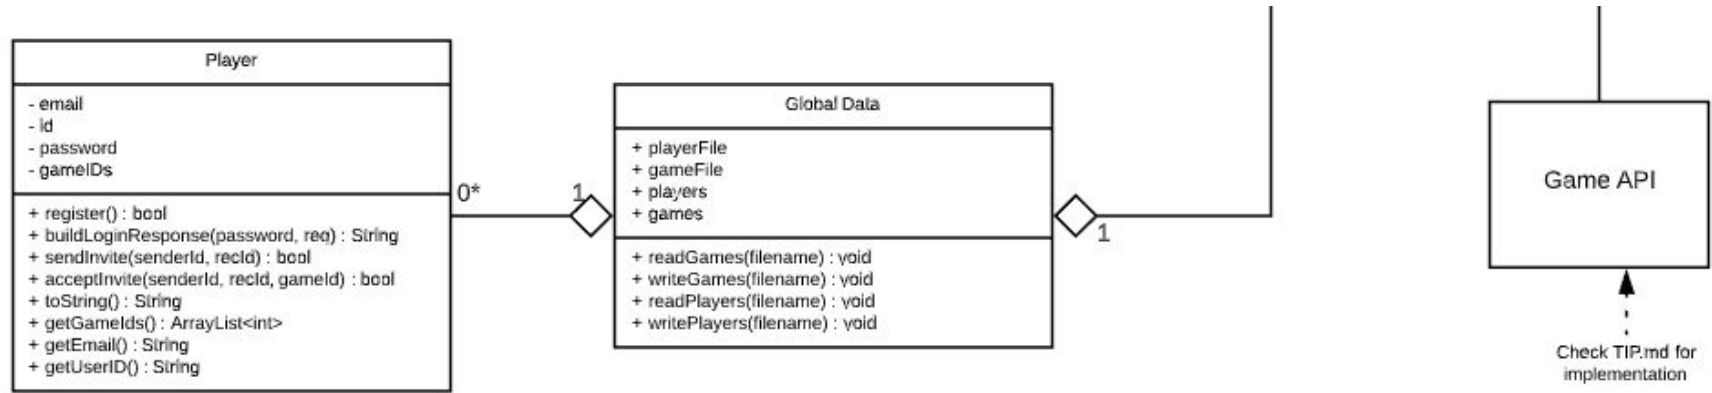 Player
- email
- id
- password
- gameIDs
+ register() : bool
+ buildLoginResponse(password, req) : String
+ sendInvite(senderId, recId) : bool
+ acceptInvite(senderId, recId, gameId) : bool
+ toString() : String
+ getGameIds() : ArrayList<int>
+ getEmail() : String
+ getUserID() : String
0*
1
Global Data
+ playerFile
+ gameFile
+ players
+ games
+ readGames(filename) : void
+ writeGames(filename) : void
+ readPlayers(filename) : void
+ writePlayers(filename) : void
1
Game API
Check TIP.md for
implementation